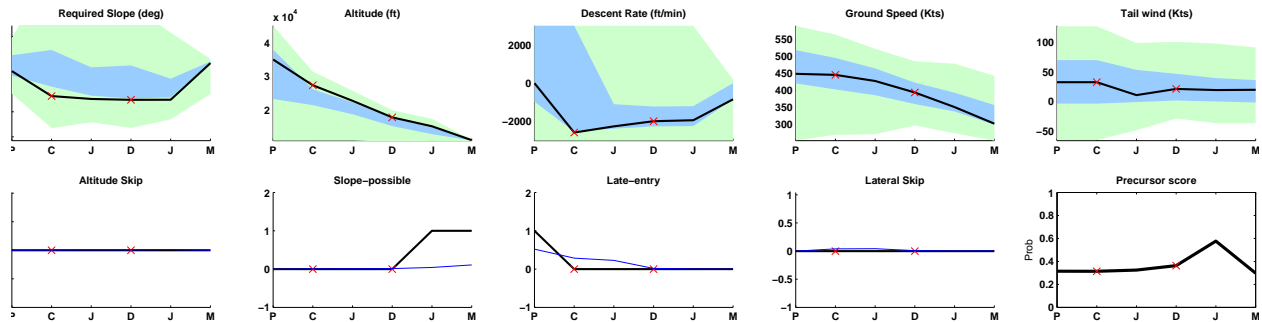 Required Slope (deg)
P C J D J M
Altitude (ft)
x 10^4
4
3
2
P C J D J M
Descent Rate (ft/min)
2000
0
−2000
P C J D J M
Ground Speed (Kts)
550
500
450
400
350
300
P C J D J M
Tail wind (Kts)
100
50
0
−50
P C J D J M
Altitude Skip
P C J D J M
Slope−possible
2
1
0
−1
P C J D J M
Late−entry
2
1
0
−1
P C J D J M
Lateral Skip
1
0.5
0
−0.5
−1
P C J D J M
Precursor score
Prob
1
0.8
0.6
0.4
0.2
0
P C J D J M